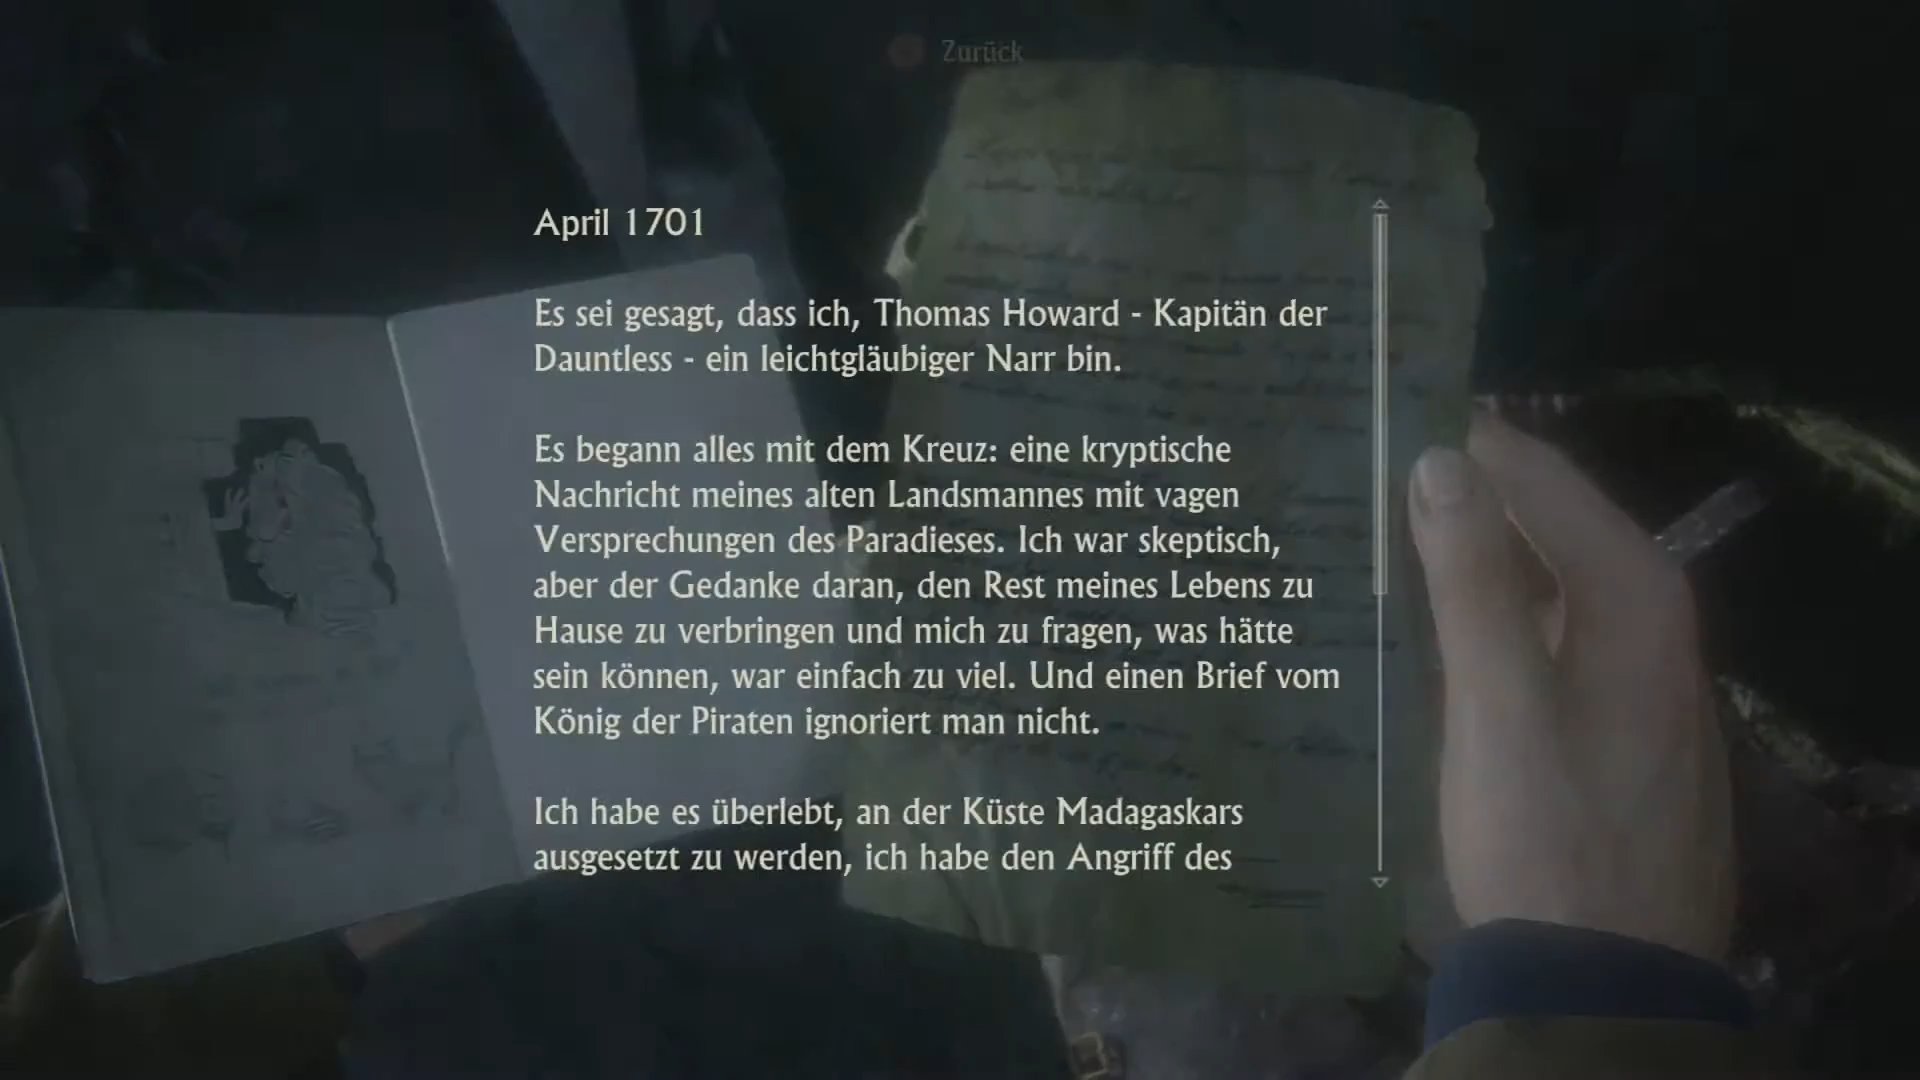 Zurück
April 1701
Es sei gesagt, dass ich, Thomas Howard - Kapitän der
Dauntless - ein leichtgläubiger Narr bin.
Es begann alles mit dem Kreuz: eine kryptische
Nachricht meines alten Landsmannes mit vagen
Versprechungen des Paradieses. Ich war skeptisch,
aber der Gedanke daran, den Rest meines Lebens zu
Hause zu verbringen und mich zu fragen, was hätte
sein können, war einfach zu viel. Und einen Brief vom
König der Piraten ignoriert man nicht.
Ich habe es überlebt, an der Küste Madagaskars
ausgesetzt zu werden, ich habe den Angriff des